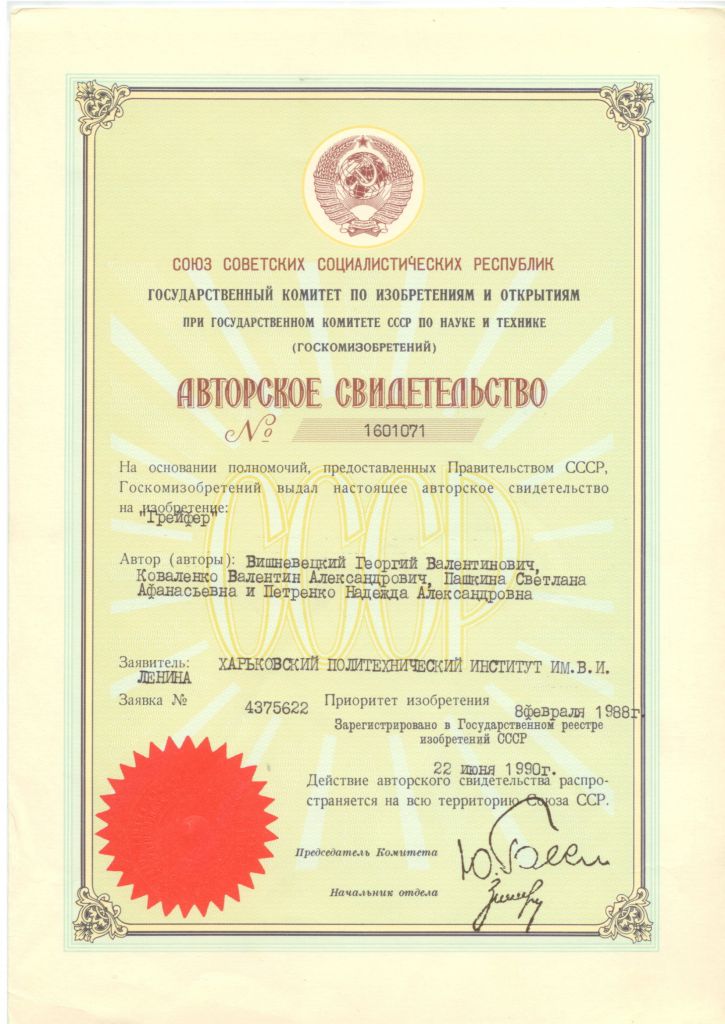 СОЮЗ СОВЕТСКИХ СОЦИАЛИСТИЧЕСКИХ РЕСПУБЛИК
ГОСУДАРСТВЕННЫЙ КОМИТЕТ ПО ИЗОБРЕТЕНИЯМ И ОТКРЫТИЯМ
ПРИ ГОСУДАРСТВЕННОМ КОМИТЕТЕ СССР ПО НАУКЕ И ТЕХНИКЕ
(ГОСКОМИЗОБРЕТЕНИЙ)
АВТОРСКОЕ СВИДЕТЕЛЬСТВО
№ 1601071
На основании полномочий, предоставленных Правительством СССР,
Госкомизобретений выдал настоящее авторское свидетельство
на изобретение:
"Грейфер"
СССР
Автор (авторы): Вишневецкий Георгий Валентинович,
Коваленко Валентин Александрович, Пашкина Светлана
Афанасьевна и Петренко Надежда Александровна
Заявитель: ХАРЬКОВСКИЙ ПОЛИТЕХНИЧЕСКИЙ ИНСТИТУТ ИМ.В.И.
ЛЕНИНА
Заявка № 4375622 Приоритет изобретения 8февраля 1988г.
Зарегистрировано в Государственном реестре
изобретений СССР
22 июня 1990г.
Действие авторского свидетельства распро-
страняется на всю территорию Союза ССР.
Председатель Комитета
Начальник отдела